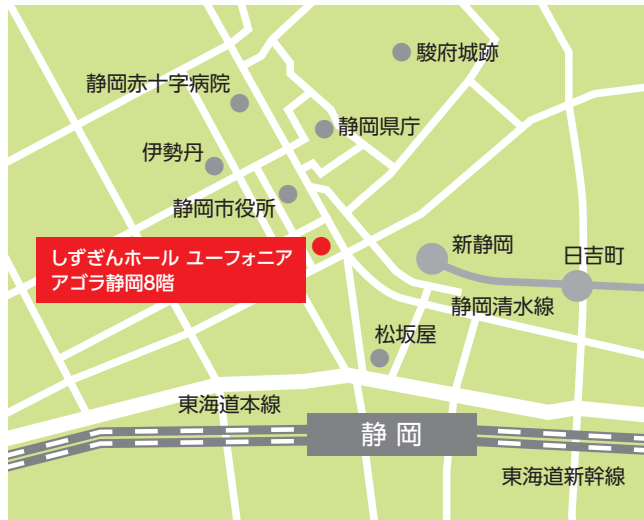 駿府城跡
静岡赤十字病院
静岡県庁
伊勢丹
静岡市役所
しずぎんホール ユーフォニア
アゴラ静岡8階
新静岡
日吉町
静岡清水線
松坂屋
東海道本線
静岡
東海道新幹線